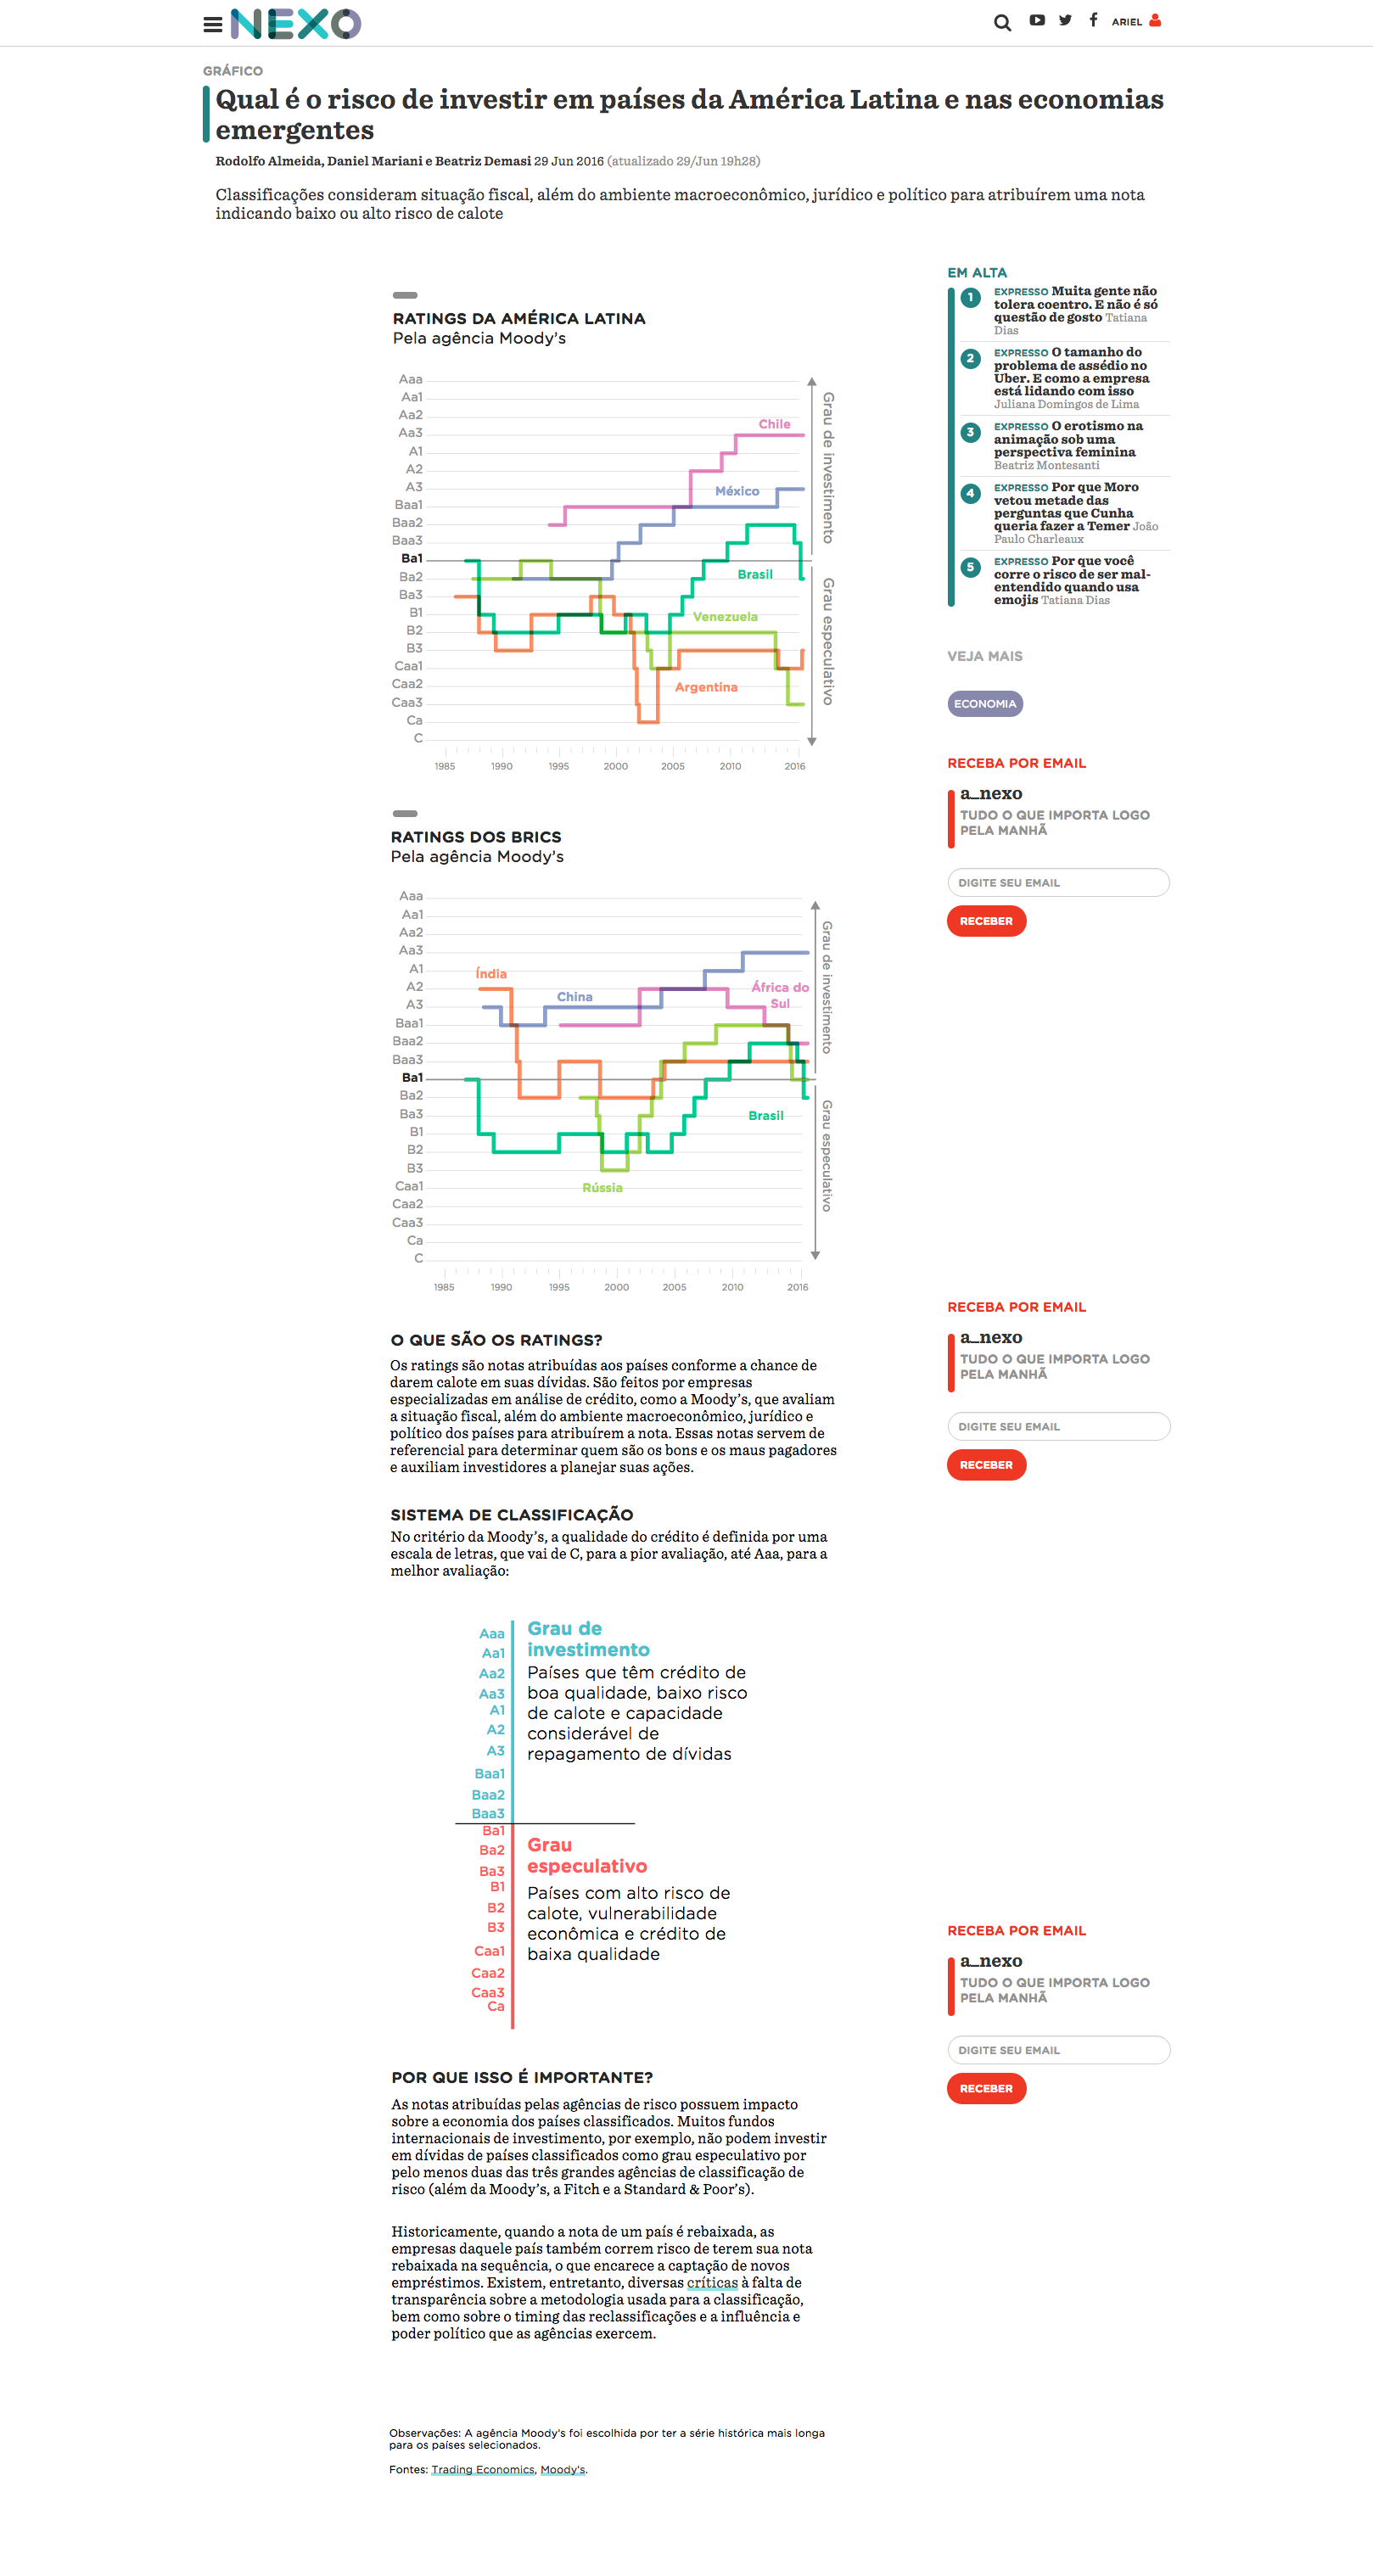 NEXO
ARIEL
GRÁFICO
Qual é o risco de investir em países da América Latina e nas economias
emergentes
Rodolfo Almeida, Daniel Mariani e Beatriz Demasi 29 Jun 2016 (atualizado 29/Jun 19h28)
Classificações consideram situação fiscal, além do ambiente macroeconômico, jurídico e político para atribuírem uma nota
indicando baixo ou alto risco de calote
RATINGS DA AMÉRICA LATINA
Pela agência Moody's
Aaa
Aa1
Aa2
Aa3
A1
A2
A3
Baa1
Baa2
Baa3
Ba1
Ba2
Ba3
B1
B2
B3
Caa1
Caa2
Caa3
Ca
C
Chile
México
Brasil
Venezuela
Argentina
Grau de investimento
Grau especulativo
1985 1990 1995 2000 2005 2010 2016
RATINGS DOS BRICS
Pela agência Moody's
Aaa
Aa1
Aa2
Aa3
A1
A2
A3
Baa1
Baa2
Baa3
Ba1
Ba2
Ba3
B1
B2
B3
Caa1
Caa2
Caa3
Ca
C
Índia
China
África do
Sul
Brasil
Rússia
Grau de investimento
Grau especulativo
1985 1990 1995 2000 2005 2010 2016
O QUE SÃO OS RATINGS?
Os ratings são notas atribuídas aos países conforme a chance de
darem calote em suas dívidas. São feitos por empresas
especializadas em análise de crédito, como a Moody's, que avaliam
a situação fiscal, além do ambiente macroeconômico, jurídico e
político dos países para atribuírem a nota. Essas notas servem de
referencial para determinar quem são os bons e os maus pagadores
e auxiliam investidores a planejar suas ações.
SISTEMA DE CLASSIFICAÇÃO
No critério da Moody's, a qualidade do crédito é definida por uma
escala de letras, que vai de C, para a pior avaliação, até Aaa, para a
melhor avaliação:
Aaa
Aa1
Aa2
Aa3
A1
A2
A3
Baa1
Baa2
Baa3
Grau de
investimento
Países que têm crédito de
boa qualidade, baixo risco
de calote e capacidade
considerável de
repagamento de dívidas
Ba1
Ba2
Ba3
B1
B2
B3
Caa1
Caa2
Caa3
Ca
Grau
especulativo
Países com alto risco de
calote, vulnerabilidade
econômica e crédito de
baixa qualidade
POR QUE ISSO É IMPORTANTE?
As notas atribuídas pelas agências de risco possuem impacto
sobre a economia dos países classificados. Muitos fundos
internacionais de investimento, por exemplo, não podem investir
em dívidas de países classificados como grau especulativo por
pelo menos duas das três grandes agências de classificação de
risco (além da Moody's, a Fitch e a Standard & Poor's).
Historicamente, quando a nota de um país é rebaixada, as
empresas daquele país também correm risco de terem sua nota
rebaixada na sequência, o que encarece a captação de novos
empréstimos. Existem, entretanto, diversas críticas à falta de
transparência sobre a metodologia usada para a classificação,
bem como sobre o timing das reclassificações e a influência e
poder político que as agências exercem.
Observações: A agência Moody's foi escolhida por ter a série histórica mais longa
para os países selecionados.
Fontes: Trading Economics, Moody's.
EM ALTA
1
EXPRESSO Muita gente não
tolera coentro. E não é só
questão de gosto Tatiana
Dias
2
EXPRESSO O tamanho do
problema de assédio no
Uber. E como a empresa
está lidando com isso
Juliana Domingos de Lima
3
EXPRESSO O erotismo na
animação sob uma
perspectiva feminina
Beatriz Montesanti
4
EXPRESSO Por que Moro
vetou metade das
perguntas que Cunha
queria fazer a Temer João
Paulo Charleaux
5
EXPRESSO Por que você
corre o risco de ser mal-
entendido quando usa
emojis Tatiana Dias
VEJA MAIS
ECONOMIA
RECEBA POR EMAIL
a_nexo
TUDO O QUE IMPORTA LOGO
PELA MANHÃ
DIGITE SEU EMAIL
RECEBER
RECEBA POR EMAIL
a_nexo
TUDO O QUE IMPORTA LOGO
PELA MANHÃ
DIGITE SEU EMAIL
RECEBER
RECEBA POR EMAIL
a_nexo
TUDO O QUE IMPORTA LOGO
PELA MANHÃ
DIGITE SEU EMAIL
RECEBER